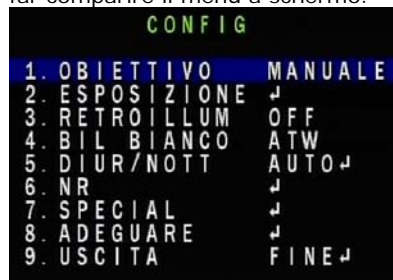 far comparire il menu a schermo.
CONFIG
1. OBIETTIVO MANUALE
2. ESPOSIZIONE ↵
3. RETROILLUM OFF
4. BIL BIANCO ATW
5. DIUR/NOTT AUTO↵
6. NR ↵
7. SPECIAL ↵
8. ADEGUARE ↵
9. USCITA FINE↵